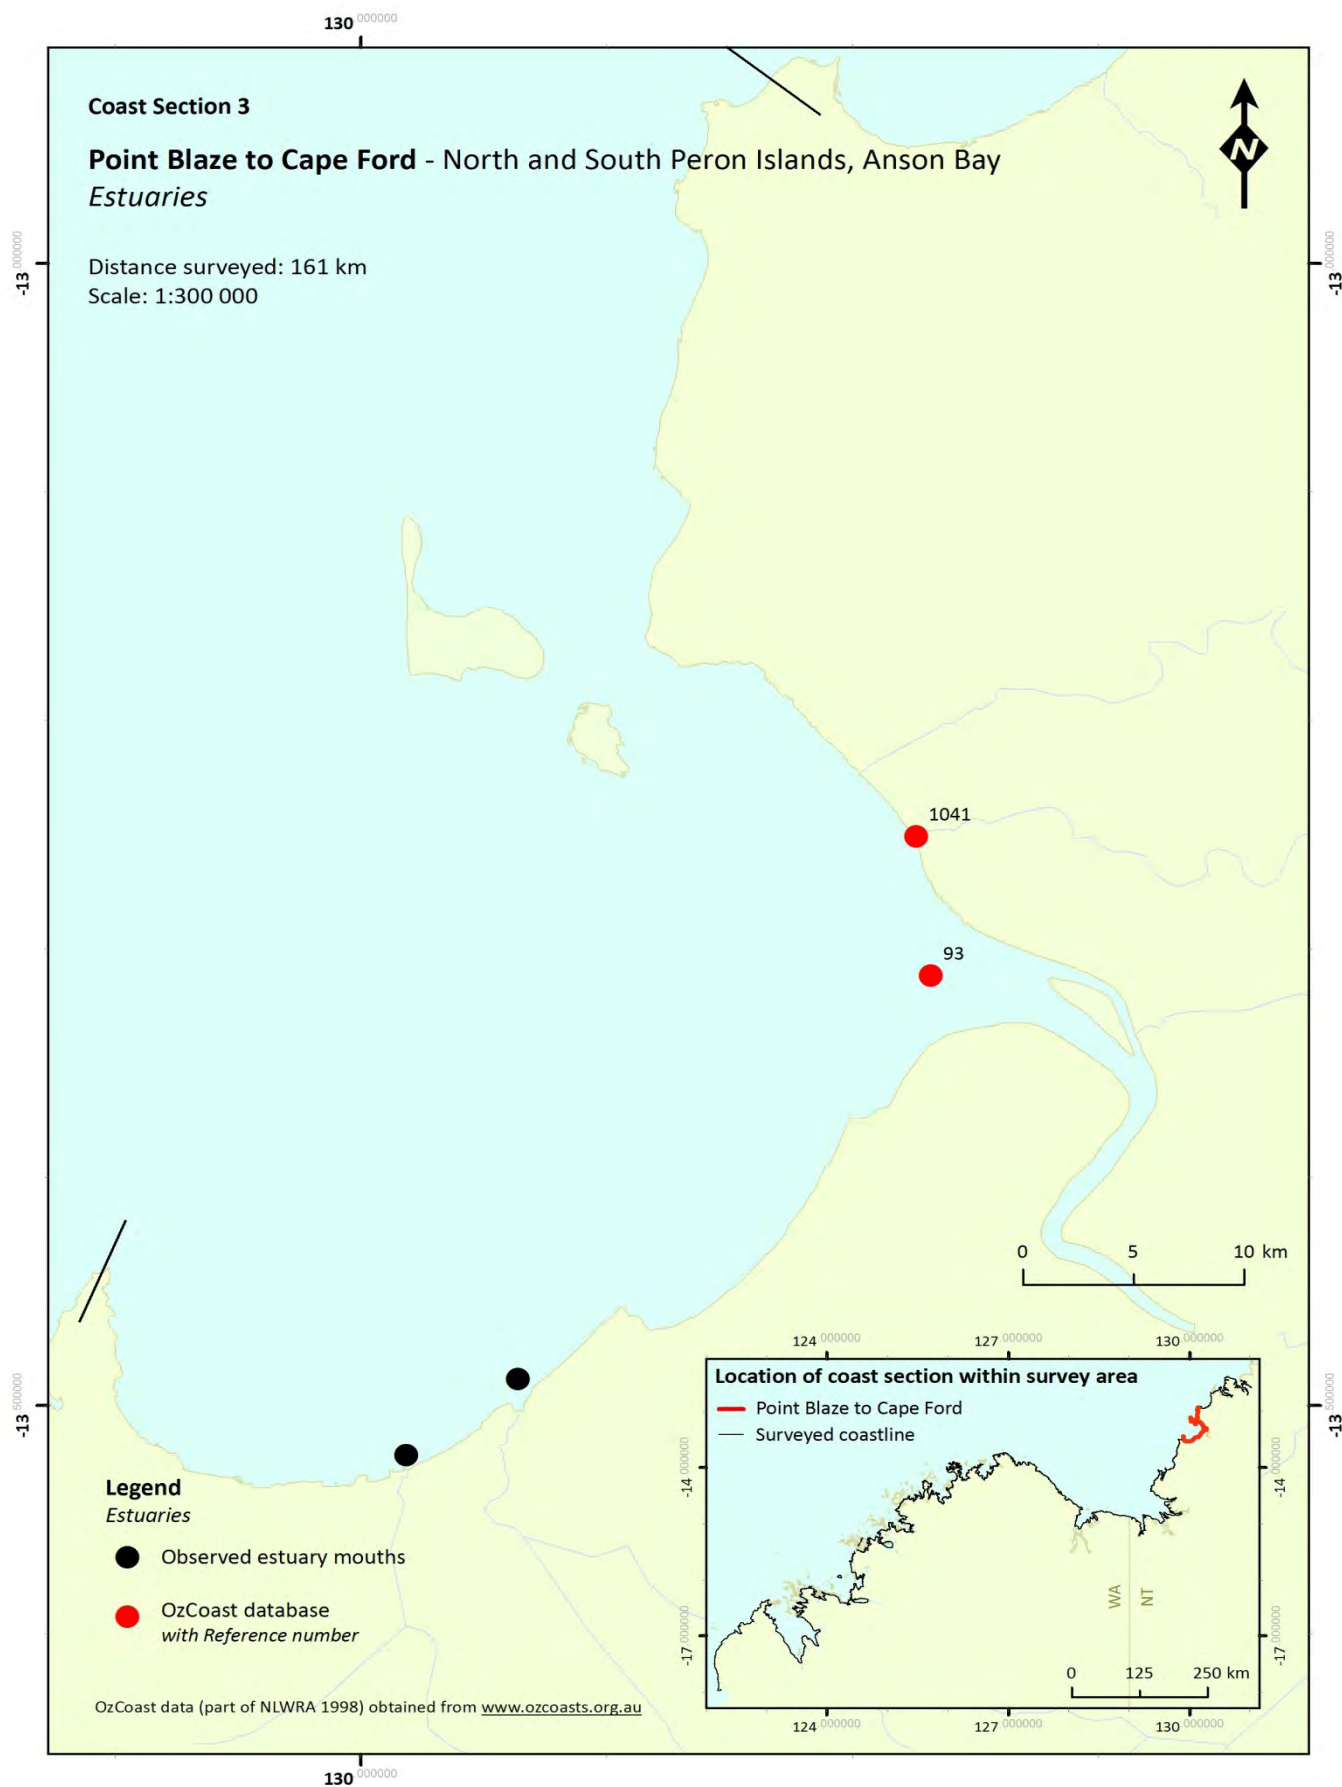 130.000000
Coast Section 3
Point Blaze to Cape Ford - North and South Peron Islands, Anson Bay
Estuaries
N
Distance surveyed: 161 km
Scale: 1:300 000
-13.000000
-13.000000
1041
93
0 5 10 km
-13.500000
-13.500000
124.000000 127.000000 130.000000
Location of coast section within survey area
Point Blaze to Cape Ford
Surveyed coastline
-14.000000
-14.000000
WA
NT
-17.000000
-17.000000
0 125 250 km
124.000000 127.000000 130.000000
Legend
Estuaries
Observed estuary mouths
OzCoast database
with Reference number
OzCoast data (part of NLWRA 1998) obtained from www.ozcoasts.org.au
130.000000